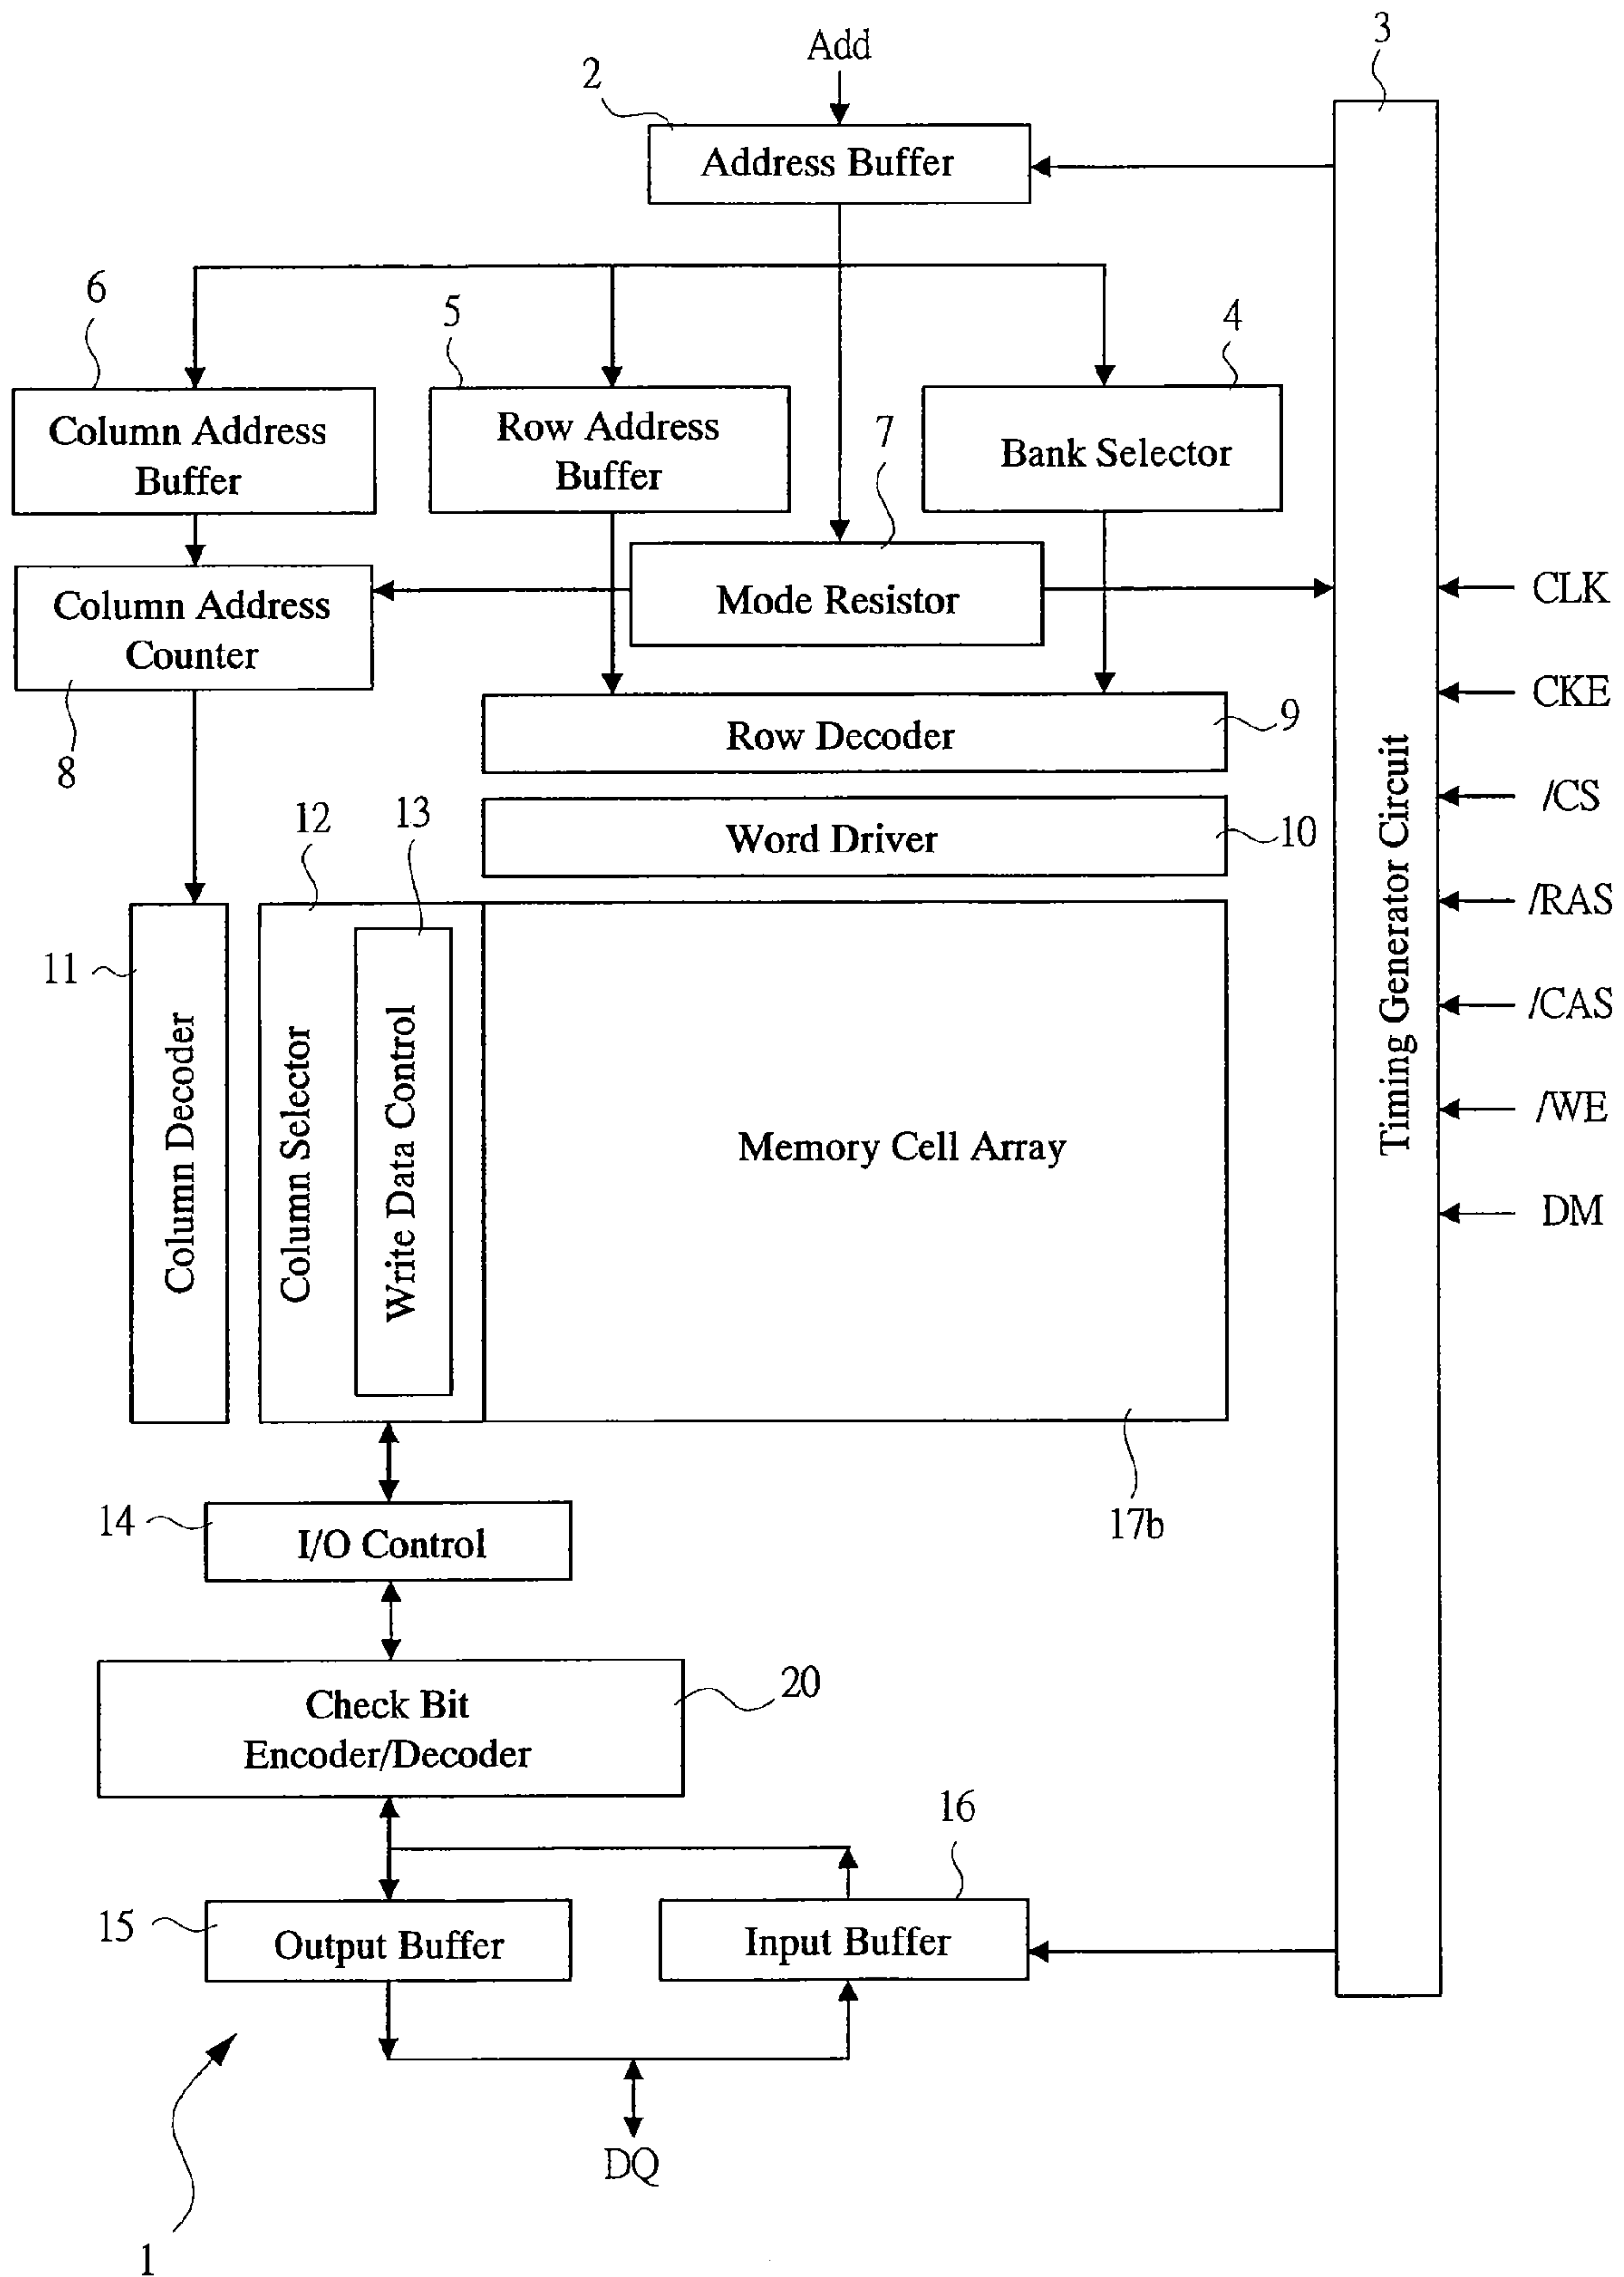 Add
3
2
Address Buffer
6
5
4
Column Address
Buffer
Row Address
Buffer
7
Bank Selector
Mode Resistor
Column Address
Counter
8
CLK
CKE
/CS
/RAS
/CAS
/WE
DM
Timing Generator Circuit
Row Decoder
9
Word Driver
10
12
13
11
Column Decoder
Column Selector
Write Data Control
Memory Cell Array
17b
14
I/O Control
Check Bit
Encoder/Decoder
20
16
15
Output Buffer
Input Buffer
DQ
1